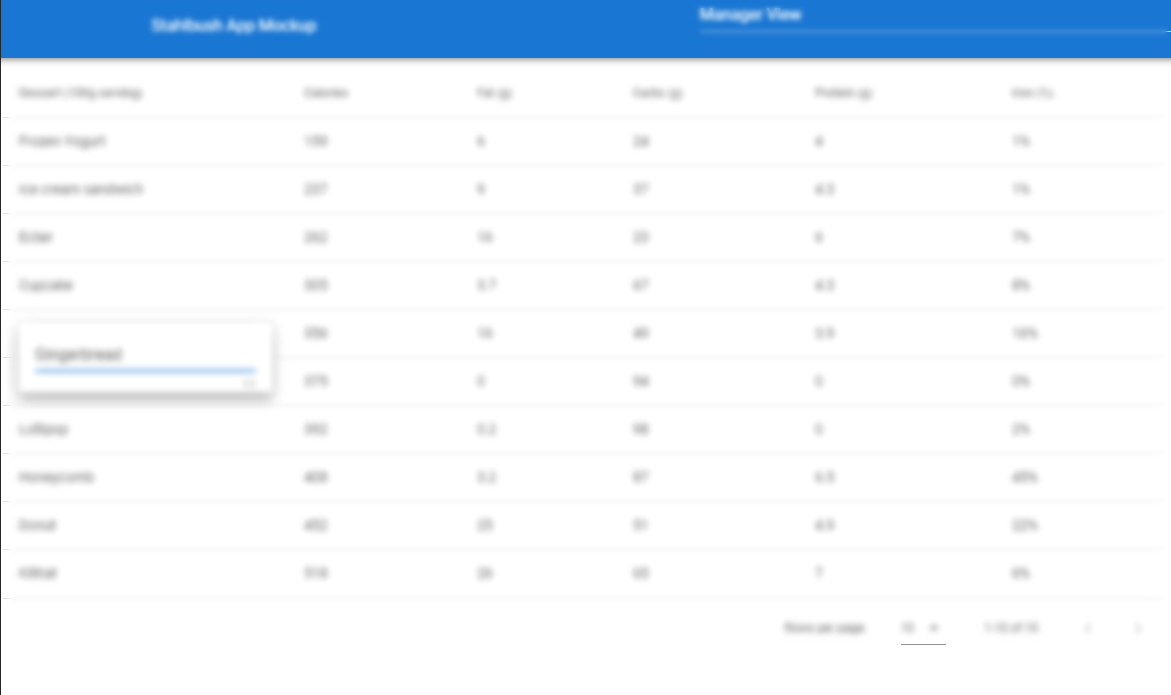 Stahlbush App Mockup
Manager View
Dessert (100g serving) Calories Fat (g) Carbs (g) Protein (g) Iron (%)
Frozen Yogurt 159 6 24 4 1%
Ice cream sandwich 237 9 37 4.3 1%
Eclair 262 16 23 6 7%
Cupcake 305 3.7 67 4.3 8%
356 16 49 3.9 16%
Gingerbread
375 0 94 0 0%
Lollipop 392 0.2 98 0 2%
Honeycomb 408 3.2 87 6.5 45%
Donut 452 25 51 4.9 22%
KitKat 518 26 65 7 6%
Rows per page: 10 1-10 of 10